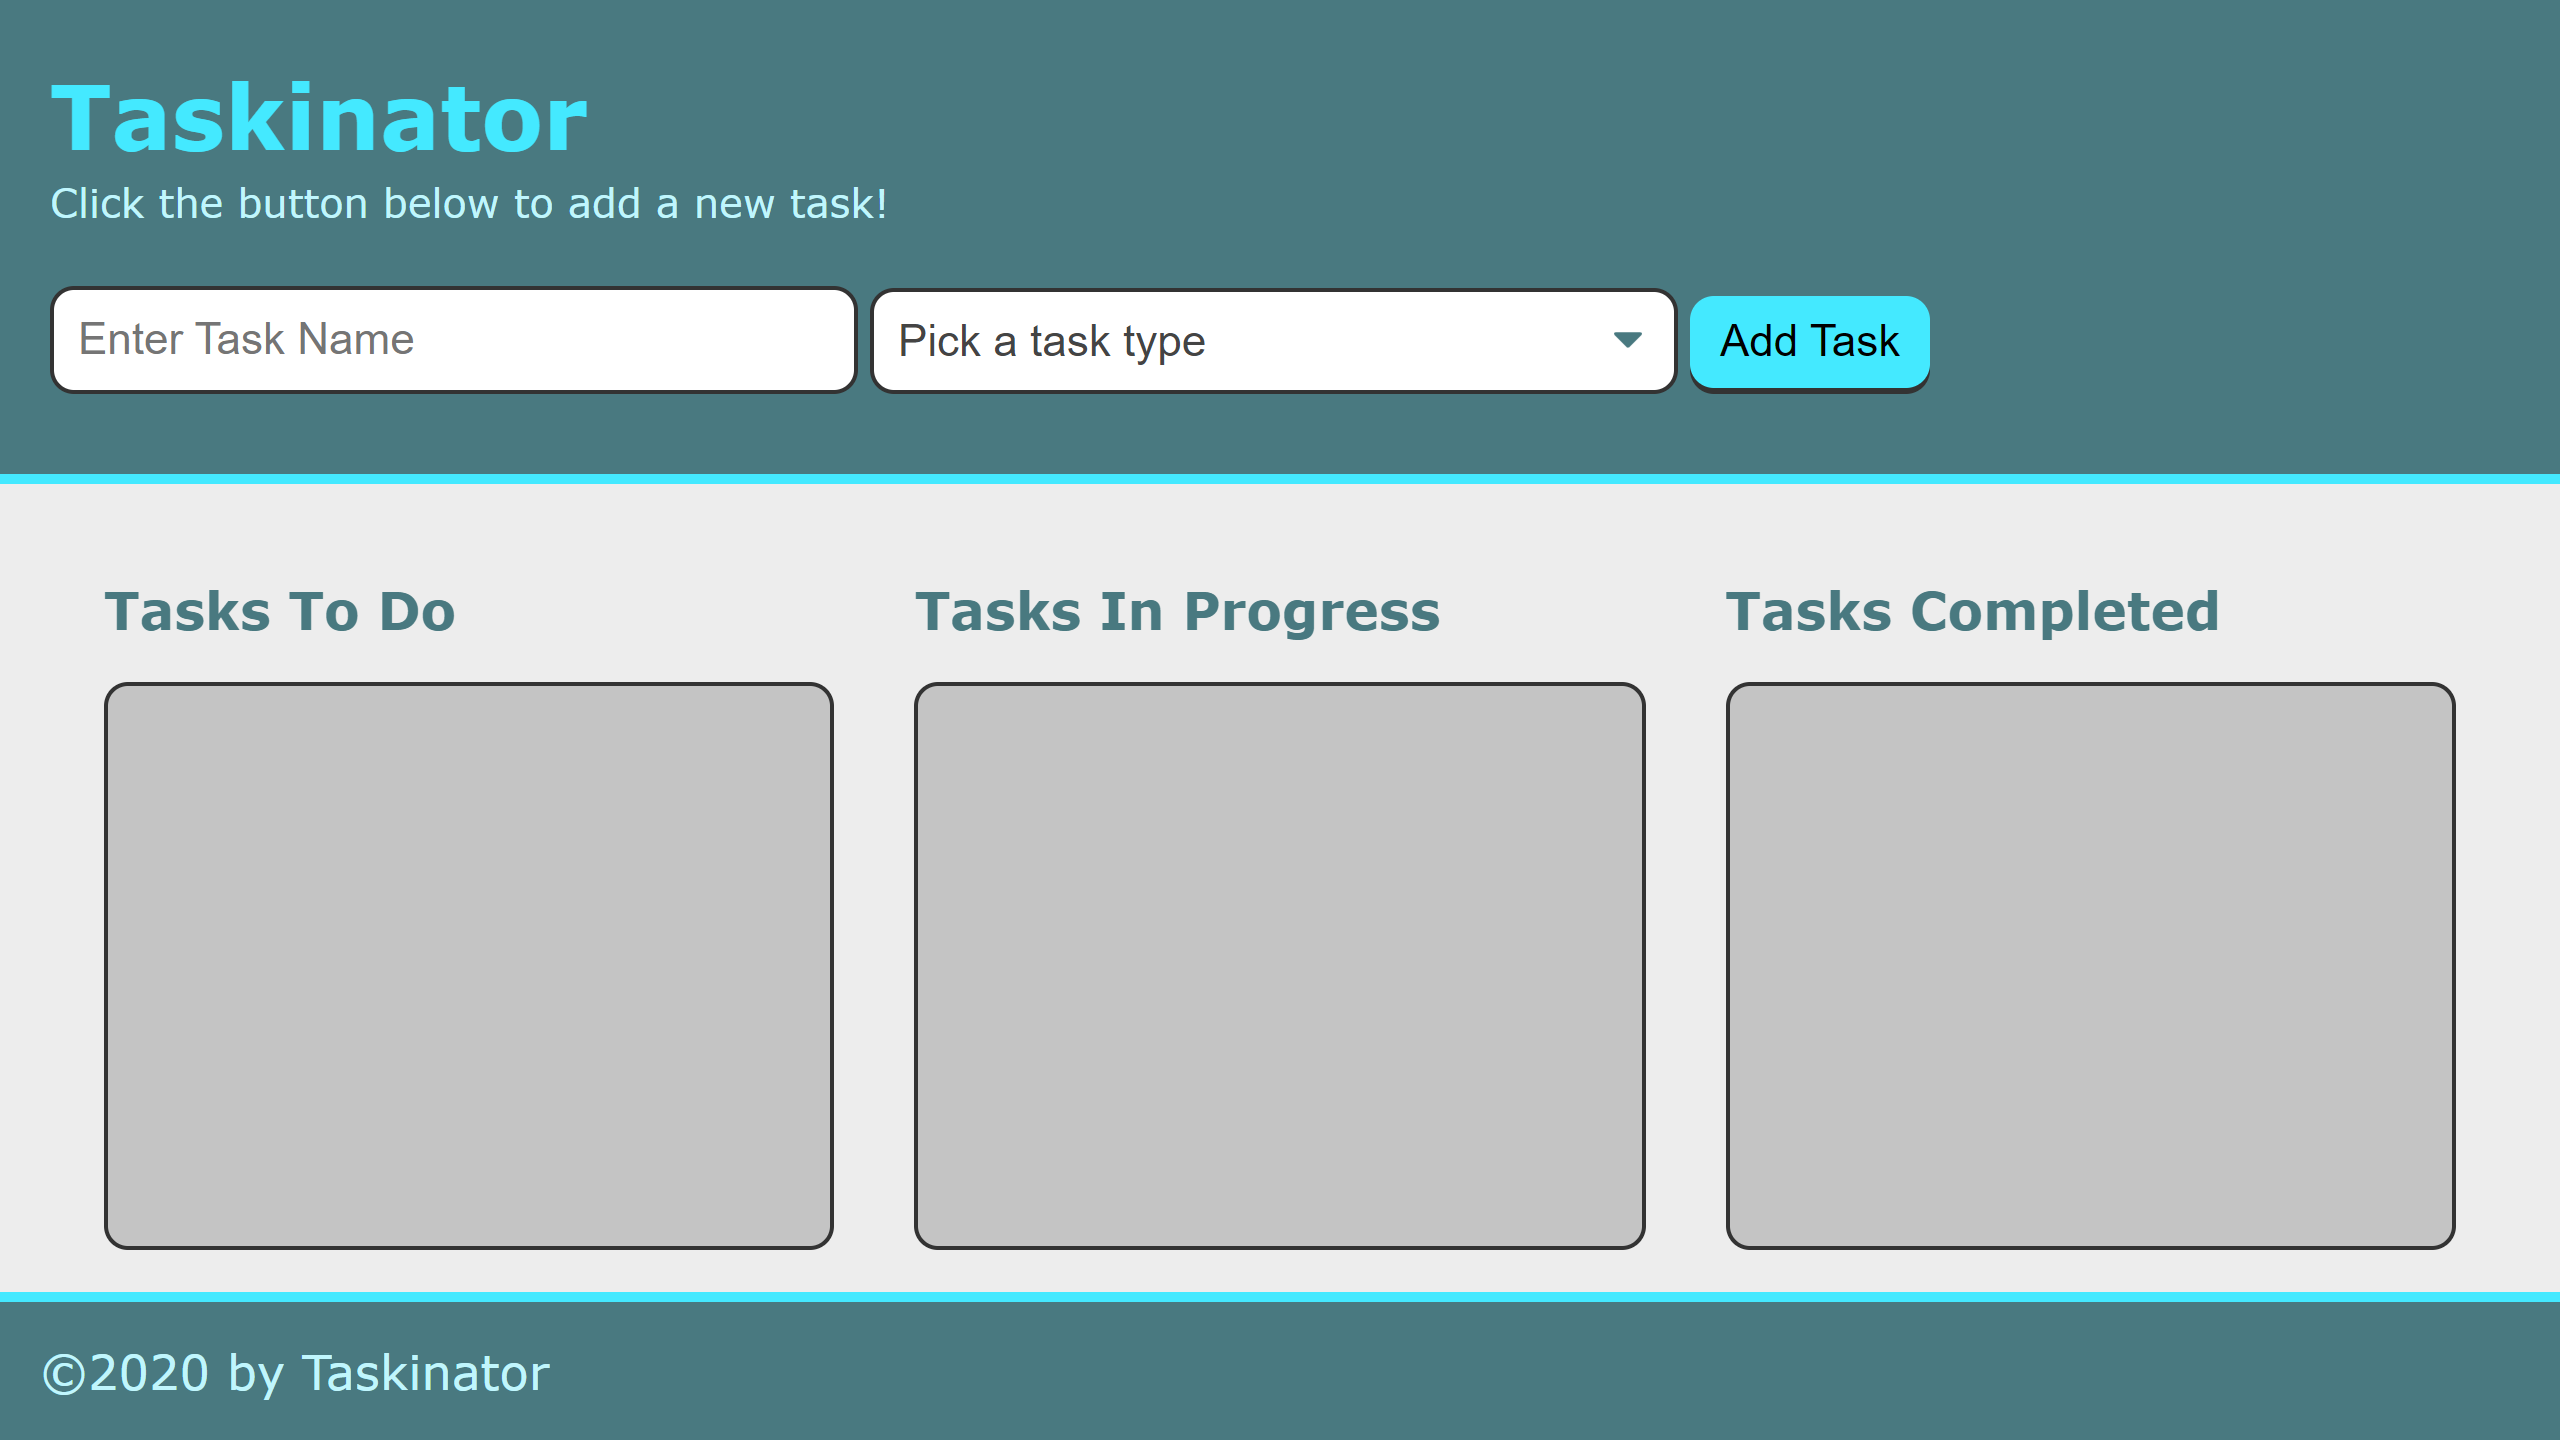 Taskinator
Click the button below to add a new task!
Enter Task Name
Pick a task type
Add Task
Tasks To Do
Tasks In Progress
Tasks Completed
©2020 by Taskinator